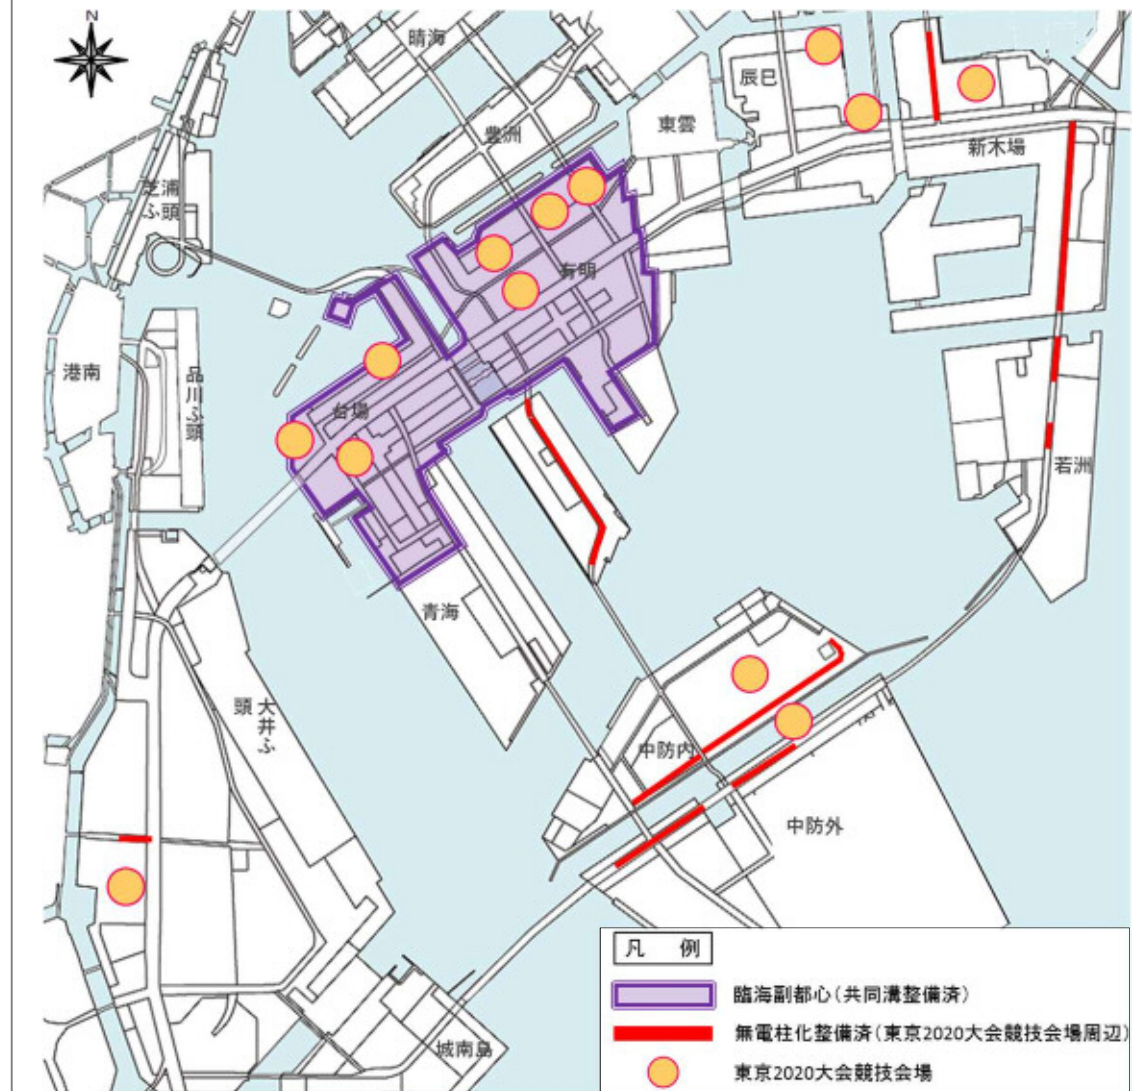 N
晴海
辰巳
豊洲
東雲
新木場
芝浦
ふ頭
有明
港南
品川ふ頭
台場
若洲
青海
大井ふ
頭
中防内
中防外
城南島
凡 例
臨海副都心(共同溝整備済)
無電柱化整備済(東京2020大会競技会場周辺)
東京2020大会競技会場